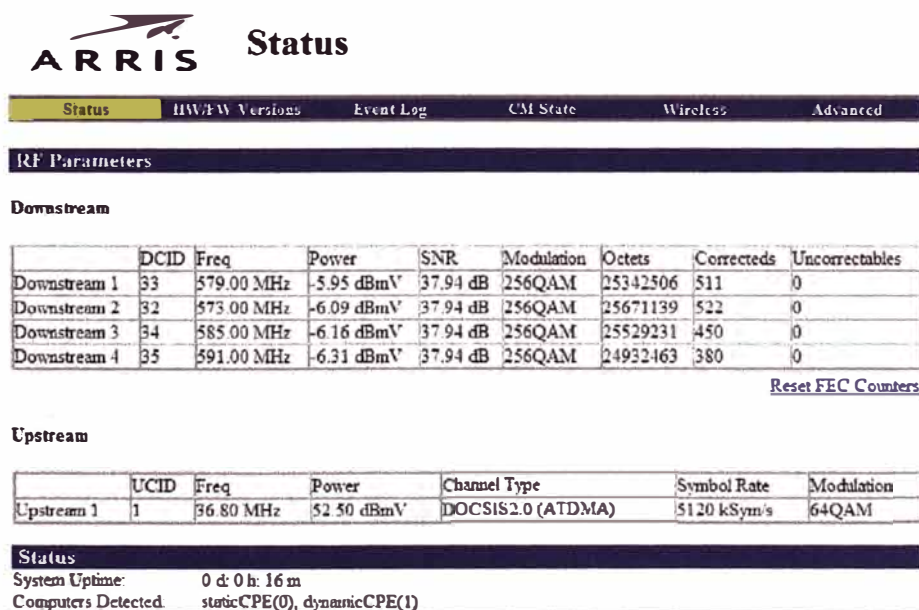 ARRIS Status
Status HW/FW Versions Event Log CM State Wireless Advanced
RF Parameters
Downstream
DCID Freq Power SNR Modulation Octets Correcteds Uncorrectables
Downstream 1 33 579.00 MHz -5.95 dBmV 37.94 dB 256QAM 25342506 511 0
Downstream 2 32 573.00 MHz -6.09 dBmV 37.94 dB 256QAM 25671139 522 0
Downstream 3 34 585.00 MHz -6.16 dBmV 37.94 dB 256QAM 25529231 450 0
Downstream 4 35 591.00 MHz -6.31 dBmV 37.94 dB 256QAM 24932463 380 0
Reset FEC Counters
Upstream
UCID Freq Power Channel Type Symbol Rate Modulation
Upstream 1 1 36.80 MHz 52.50 dBmV DOCSIS2.0 (ATDMA) 5120 kSym/s 64QAM
Status
System Uptime: 0 d: 0 h: 16 m
Computers Detected staticCPE(0), dynamicCPE(1)